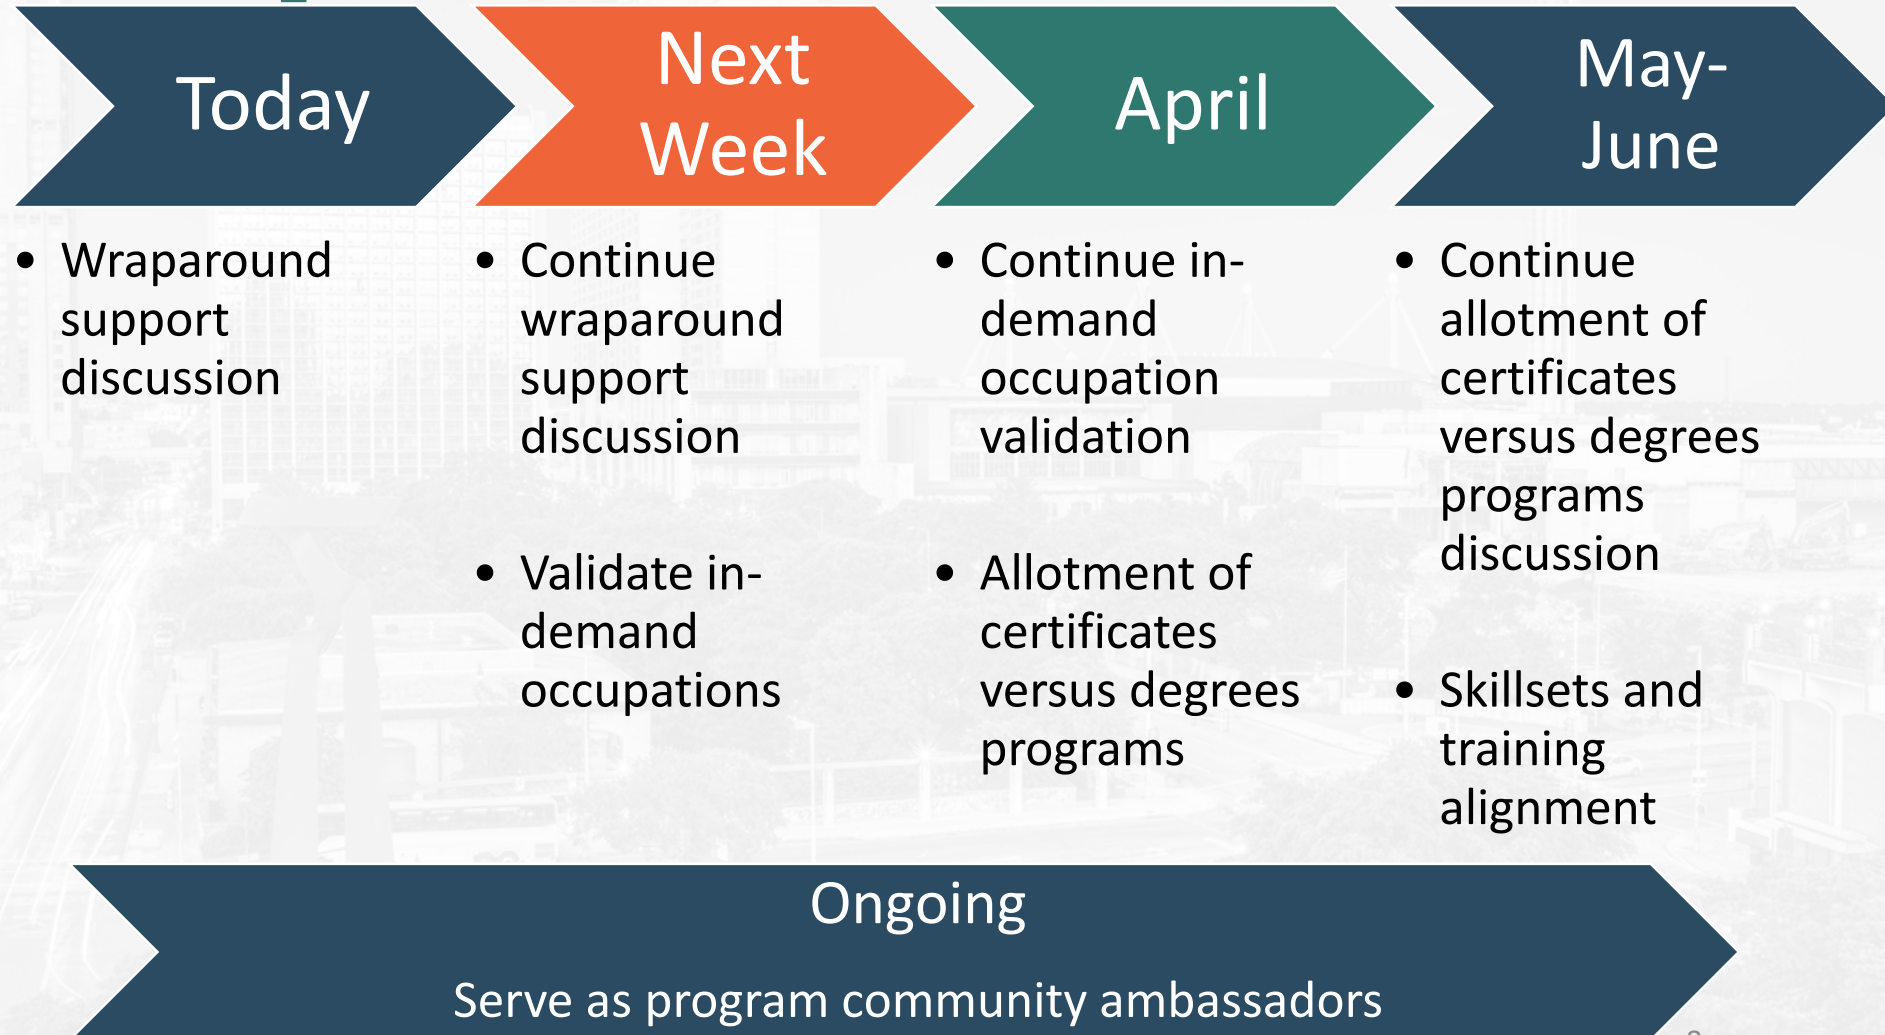 Today
Next
Week
April
May-
June
• Wraparound
support
discussion
• Continue
wraparound
support
discussion
• Validate in-
demand
occupations
• Continue in-
demand
occupation
validation
• Allotment of
certificates
versus degrees
programs
• Continue
allotment of
certificates
versus degrees
programs
discussion
• Skillsets and
training
alignment
Ongoing
Serve as program community ambassadors